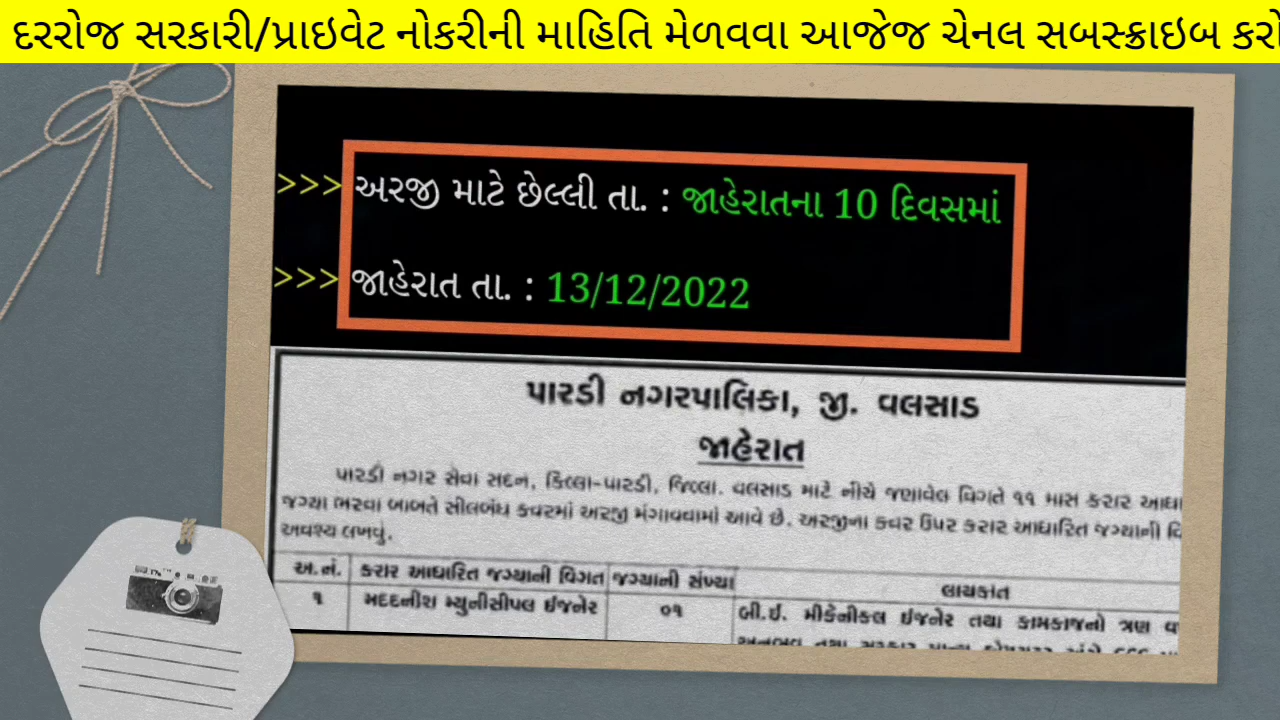 દરરોજ સરકારી/પ્રાઇવેટ નોકરીની માહિતિ મેળવવા આજેજ ચેનલ સબસ્ક્રાઇબ કરો
>>> અરજી માટે છેલ્લી તા. : જાહેરાતના 10 દિવસમાં
>>> જાહેરાત તા. : 13/12/2022
પારડી નગરપાલિકા, જી. વલસાડ
જાહેરાત
પારડી નગર સેવા સદન, કિલ્લા-પારડી, જિલ્લા. વલસાડ માટે નીચે જણાવેલ વિગતે ૧૧ માસ કરાર
જગ્યા ભરવા બાબતે સીલબંધ કવરમાં અરજી મંગાવવામાં આવે છે. અરજીના કવર ઉપર કરાર આધારિત જગ્યાની
અવશ્ય લખવું.
અ.નં. કરાર આધારિત જગ્યાની વિગત જગ્યાની સંખ્યા લાયકાત
૧ મદદનીશ મ્યુનીસીપલ ઈજનેર ૦૧ બી.ઈ. મીકેનીકલ ઈજનેર તથા કામકાજનો ત્રણ